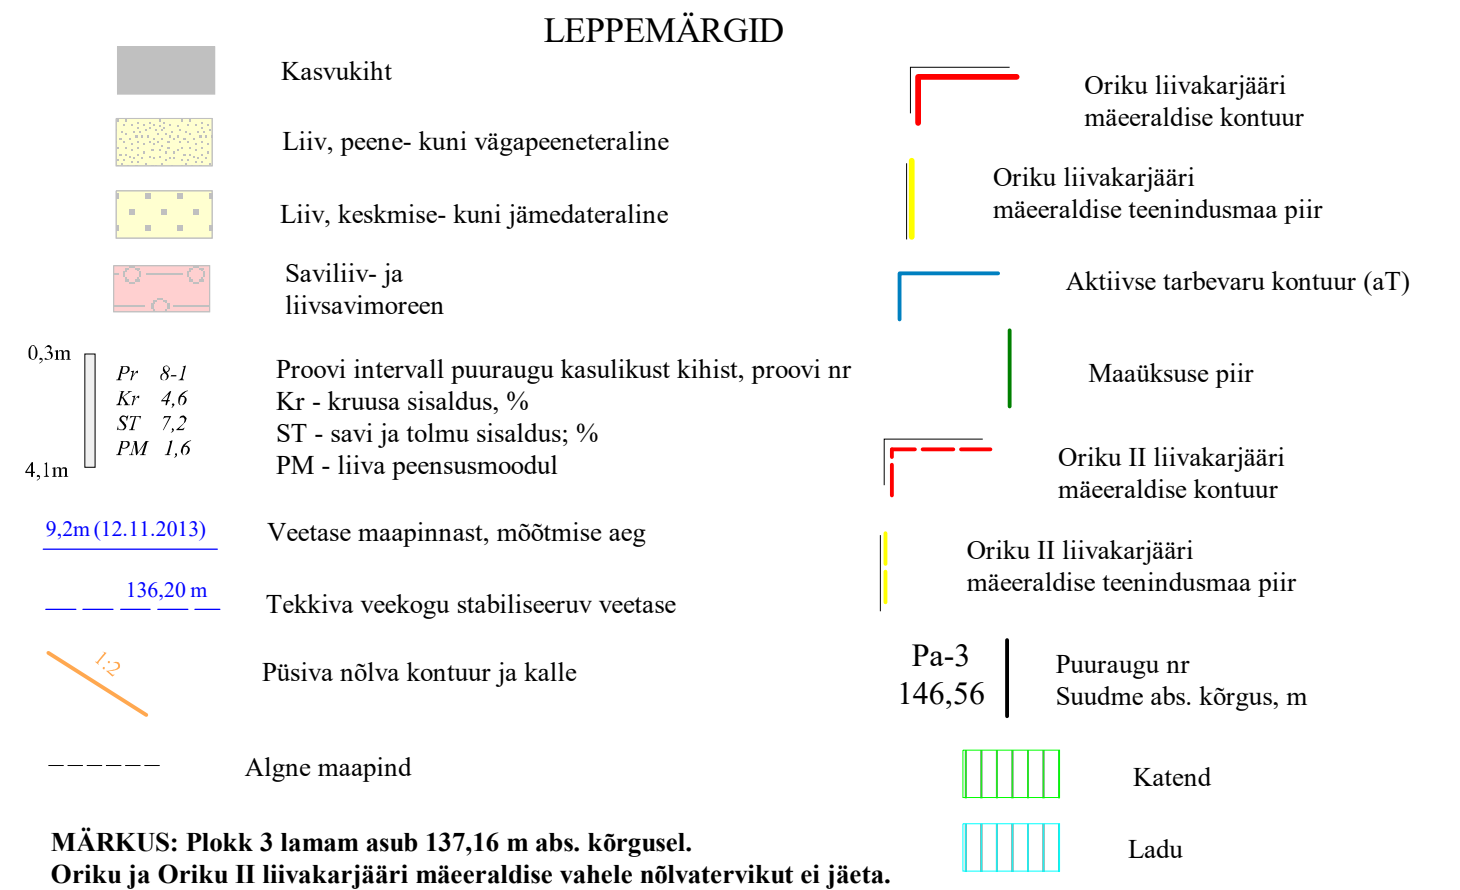 LEPPEMÄRGID
Kasvukiht
Liiv, peene- kuni vägapeeneteraline
Liiv, keskmise- kuni jämedateraline
Saviliiv- ja
liivsavimoreen
0,3m
Pr 8-1
Kr 4,6
ST 7,2
PM 1,6
4,1m
Proovi intervall puuraugu kasulikust kihist, proovi nr
Kr - kruusa sisaldus, %
ST - savi ja tolmu sisaldus; %
PM - liiva peensusmoodul
9,2m (12.11.2013)
Veetase maapinnast, mõõtmise aeg
136,20 m
Tekkiva veekogu stabiliseeruv veetase
1:2
Püsiva nõlva kontuur ja kalle
Algne maapind
Oriku liivakarjääri
mäeeraldise kontuur
Oriku liivakarjääri
mäeeraldise teenindusmaa piir
Aktiivse tarbevaru kontuur (aT)
Maaüksuse piir
Oriku II liivakarjääri
mäeeraldise kontuur
Oriku II liivakarjääri
mäeeraldise teenindusmaa piir
Pa-3
146,56
Puuraugu nr
Suudme abs. kõrgus, m
Katend
Ladu
MÄRKUS: Plokk 3 lamam asub 137,16 m abs. kõrgusel.
Oriku ja Oriku II liivakarjääri mäeeraldise vahele nõlvatervikut ei jäeta.